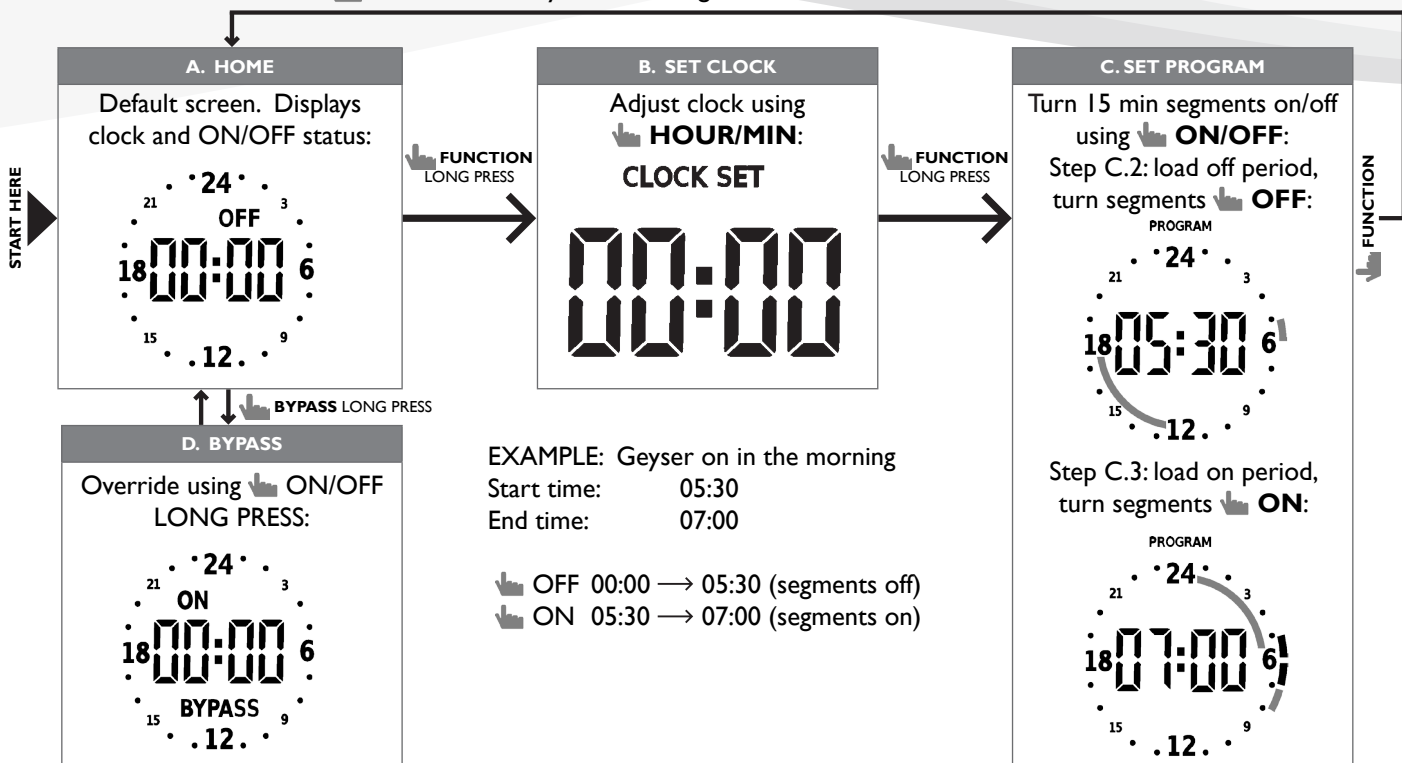 START HERE
A. HOME
Default screen. Displays
clock and ON/OFF status:
24
21
3
OFF
18
00:00
6
15
9
12
FUNCTION
LONG PRESS
B. SET CLOCK
Adjust clock using
HOUR/MIN:
CLOCK SET
00:00
FUNCTION
LONG PRESS
C. SET PROGRAM
Turn 15 min segments on/off
using ON/OFF:
Step C.2: load off period,
turn segments OFF:
PROGRAM
24
21
3
18
05:30
6
15
9
12
Step C.3: load on period,
turn segments ON:
PROGRAM
24
21
3
18
07:00
6
15
9
12
FUNCTION
BYPASS LONG PRESS
D. BYPASS
Override using ON/OFF
LONG PRESS:
24
21
3
ON
18
00:00
6
BYPASS
15
9
12
EXAMPLE: Geyser on in the morning
Start time: 05:30
End time: 07:00
OFF 00:00 → 05:30 (segments off)
ON 05:30 → 07:00 (segments on)